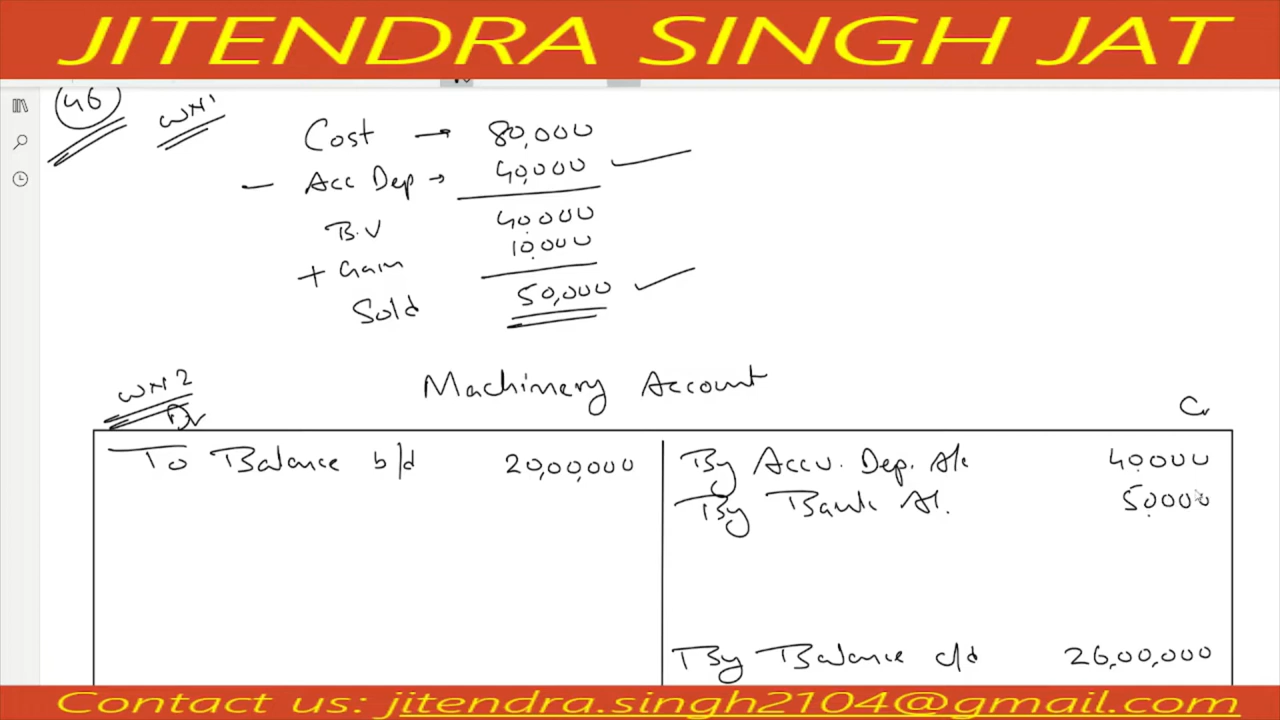 JITENDRA SINGH JAT
46
WN1
Cost → 80,000
- Acc Dep → 40,000
B.V 40,000
+ Gain 10,000
Sold 50,000
WN2
Machinery Account
Dr Cr
To Balance b/d 20,00,000 By Accu. Dep. A/c 40,000
By Bank A/c. 50,000
By Balance c/d 26,00,000
Contact us: jitendra.singh2104@gmail.com